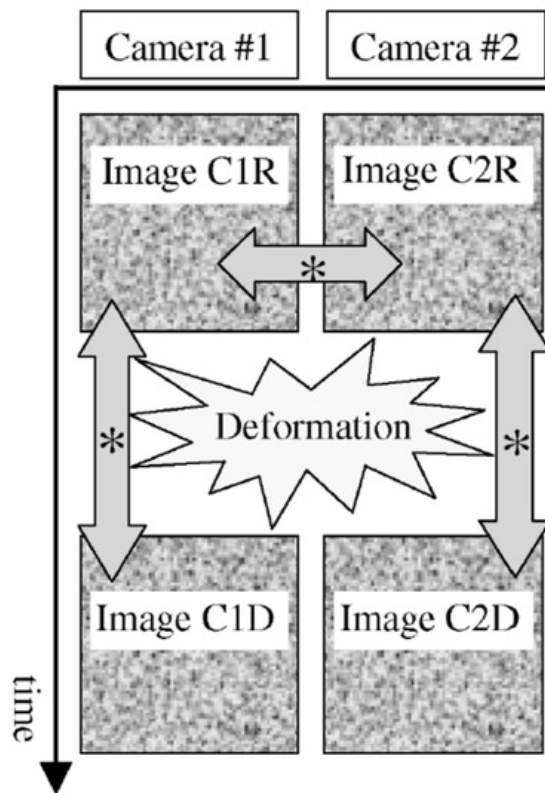 Camera #1
Camera #2
Image C1R
Image C2R
*
*
Deformation
*
Image C1D
Image C2D
time